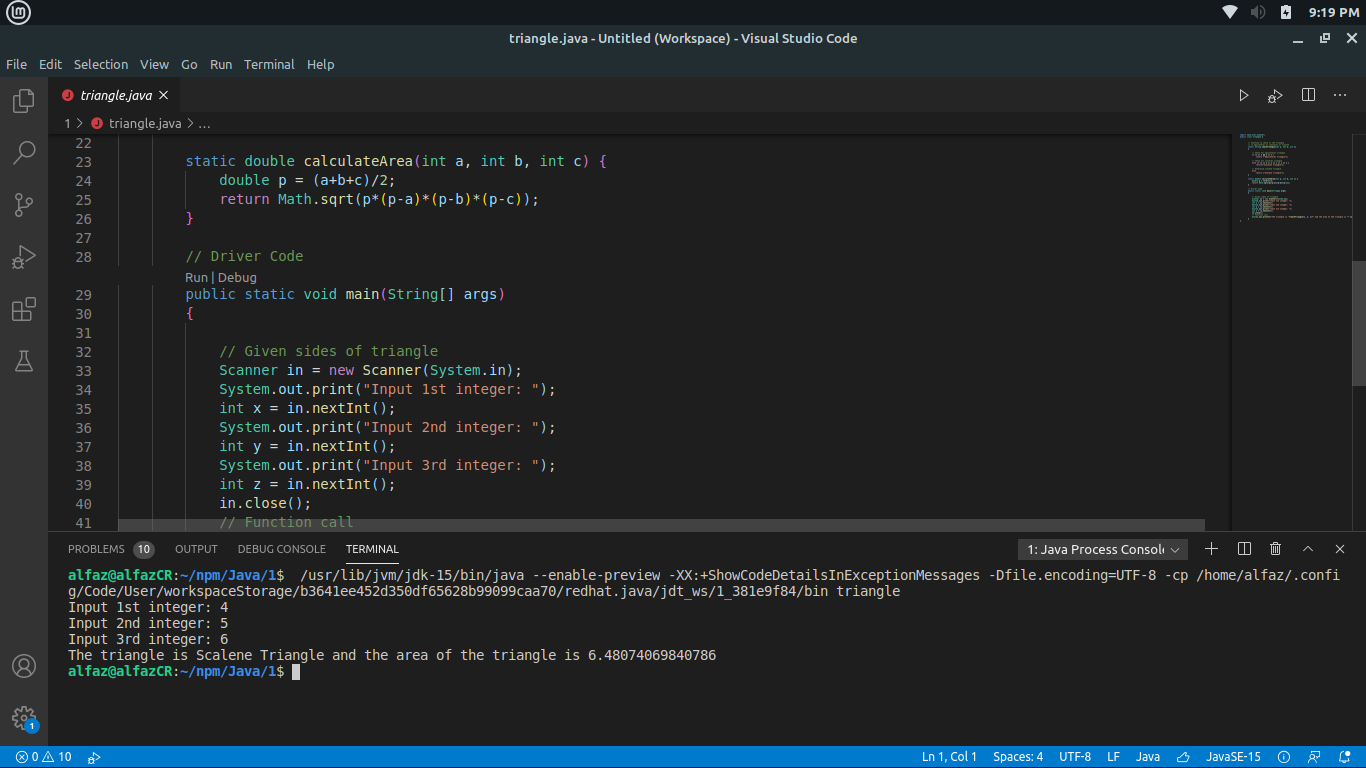 9:19 PM
triangle.java - Untitled (Workspace) - Visual Studio Code
File Edit Selection View Go Run Terminal Help
triangle.java
1 > triangle.java > ...
22
23 static double calculateArea(int a, int b, int c) {
24 double p = (a+b+c)/2;
25 return Math.sqrt(p*(p-a)*(p-b)*(p-c));
26 }
27
28 // Driver Code
Run | Debug
29 public static void main(String[] args)
30 {
31
32 // Given sides of triangle
33 Scanner in = new Scanner(System.in);
34 System.out.print("Input 1st integer: ");
35 int x = in.nextInt();
36 System.out.print("Input 2nd integer: ");
37 int y = in.nextInt();
38 System.out.print("Input 3rd integer: ");
39 int z = in.nextInt();
40 in.close();
41 // Function call
PROBLEMS 10 OUTPUT DEBUG CONSOLE TERMINAL 1: Java Process Consol
alfaz@alfazCR:~/npm/Java/1$ /usr/lib/jvm/jdk-15/bin/java --enable-preview -XX:+ShowCodeDetailsInExceptionMessages -Dfile.encoding=UTF-8 -cp /home/alfaz/.confi
g/Code/User/workspaceStorage/b3641ee452d350df65628b99099caa70/redhat.java/jdt_ws/1_381e9f84/bin triangle
Input 1st integer: 4
Input 2nd integer: 5
Input 3rd integer: 6
The triangle is Scalene Triangle and the area of the triangle is 6.48074069840786
alfaz@alfazCR:~/npm/Java/1$
1
0 10 Ln 1, Col 1 Spaces: 4 UTF-8 LF Java JavaSE-15